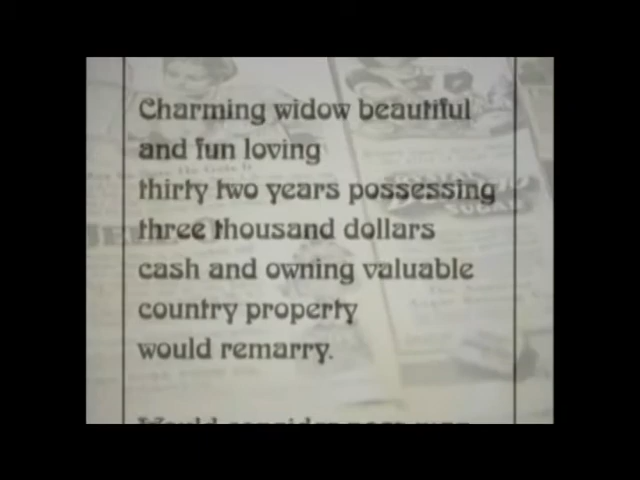 Charming widow beautiful
and fun loving
thirty two years possessing
three thousand dollars
cash and owning valuable
country property
would remarry.
SUGAR